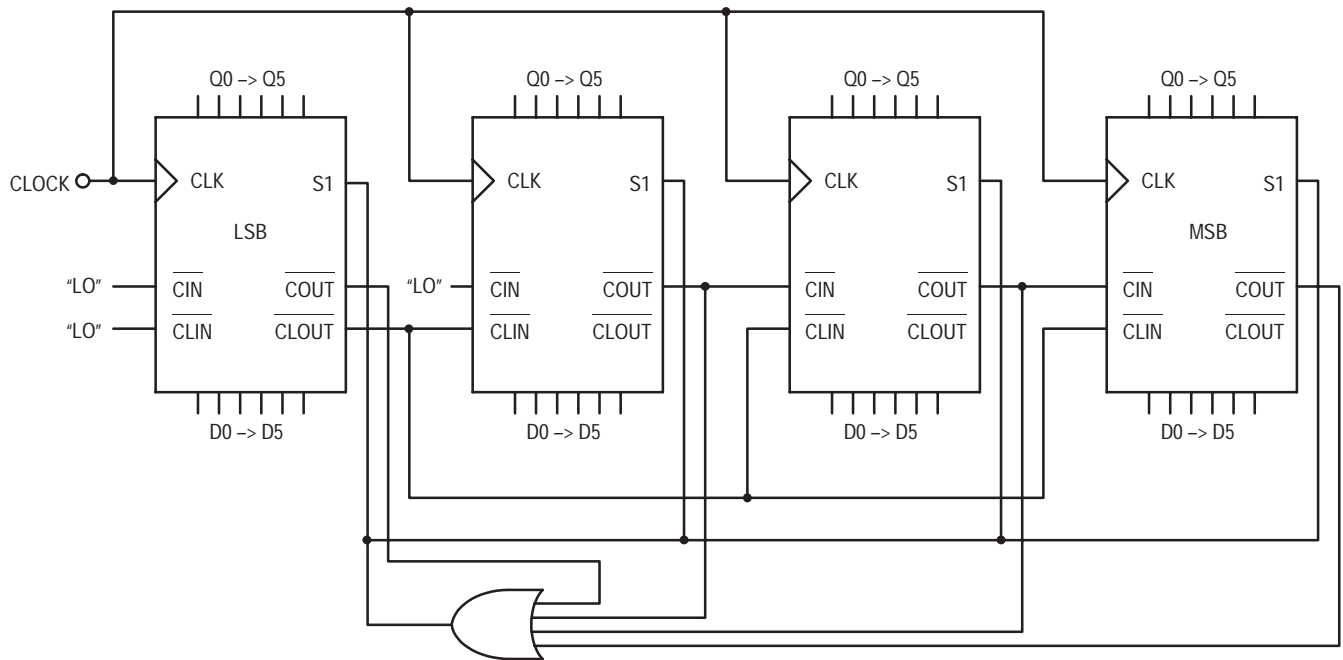 Q0 –> Q5 Q0 –> Q5 Q0 –> Q5 Q0 –> Q5
CLOCK CLK S1 CLK S1 CLK S1 CLK S1
LSB MSB
“LO” CIN COUT “LO” CIN COUT CIN COUT CIN COUT
“LO” CLIN CLOUT CLIN CLOUT CLIN CLOUT CLIN CLOUT
D0 –> D5 D0 –> D5 D0 –> D5 D0 –> D5